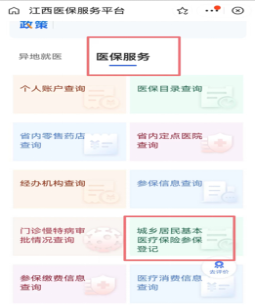 江西医保服务平台
政策
异地就医
医保服务
个人账户查询
医保目录查询
省内零售药店
查询
省内定点医院
查询
经办机构查询
参保信息查询
门诊慢特病审
批情况查询
城乡居民基本
医疗保险参保
登记
去评价
参保缴费信息
查询
医疗消费信息
查询